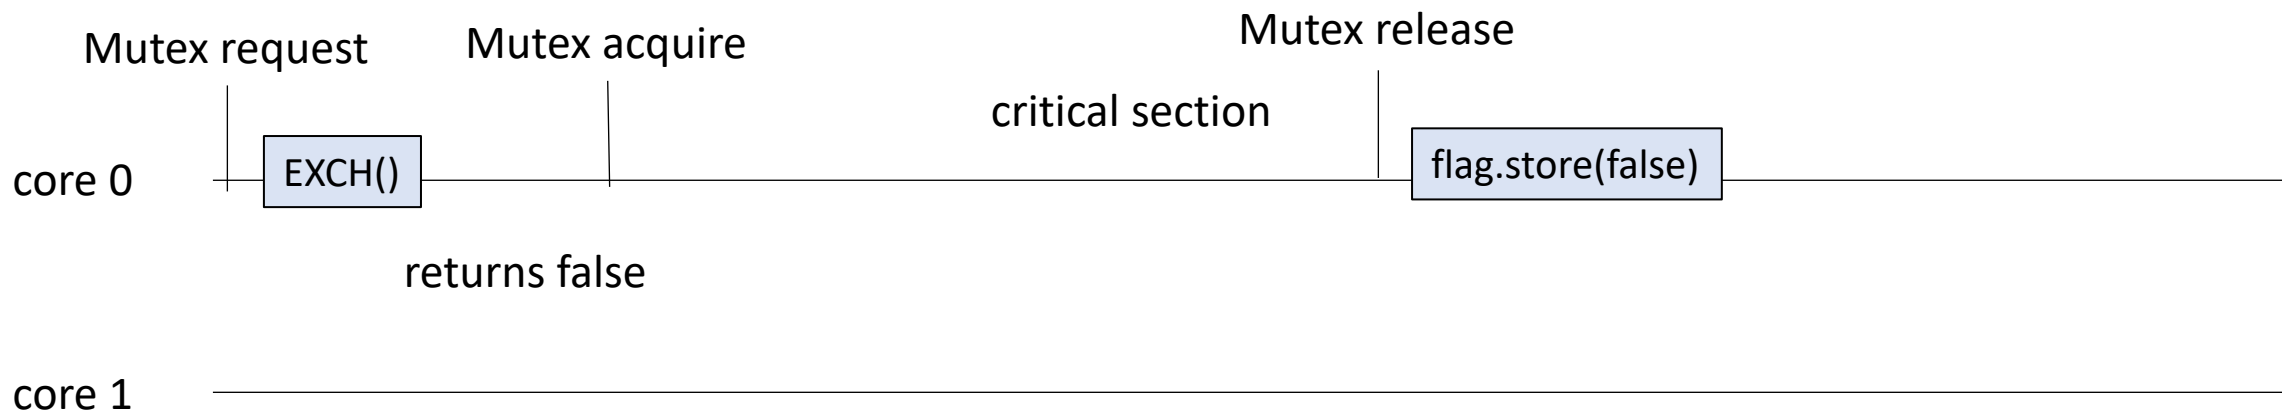 Mutex request
Mutex acquire
Mutex release
critical section
core 0
EXCH()
flag.store(false)
returns false
core 1